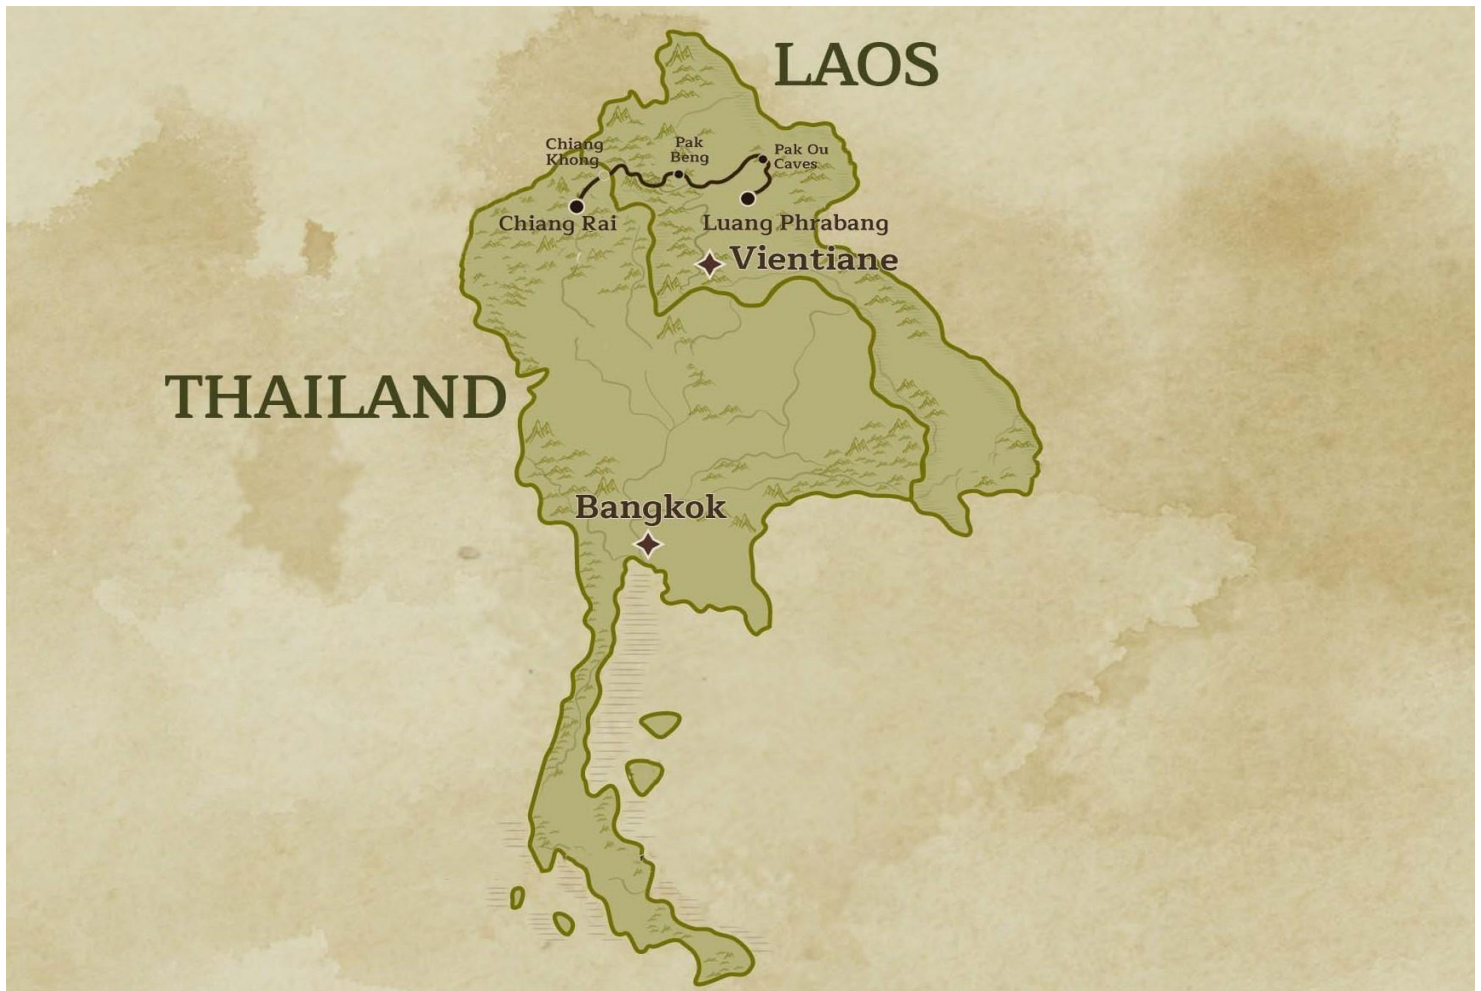 LAOS
Chiang
Khong
Pak
Beng
Pak Ou
Caves
Chiang Rai
Luang Phrabang
Vientiane
THAILAND
Bangkok